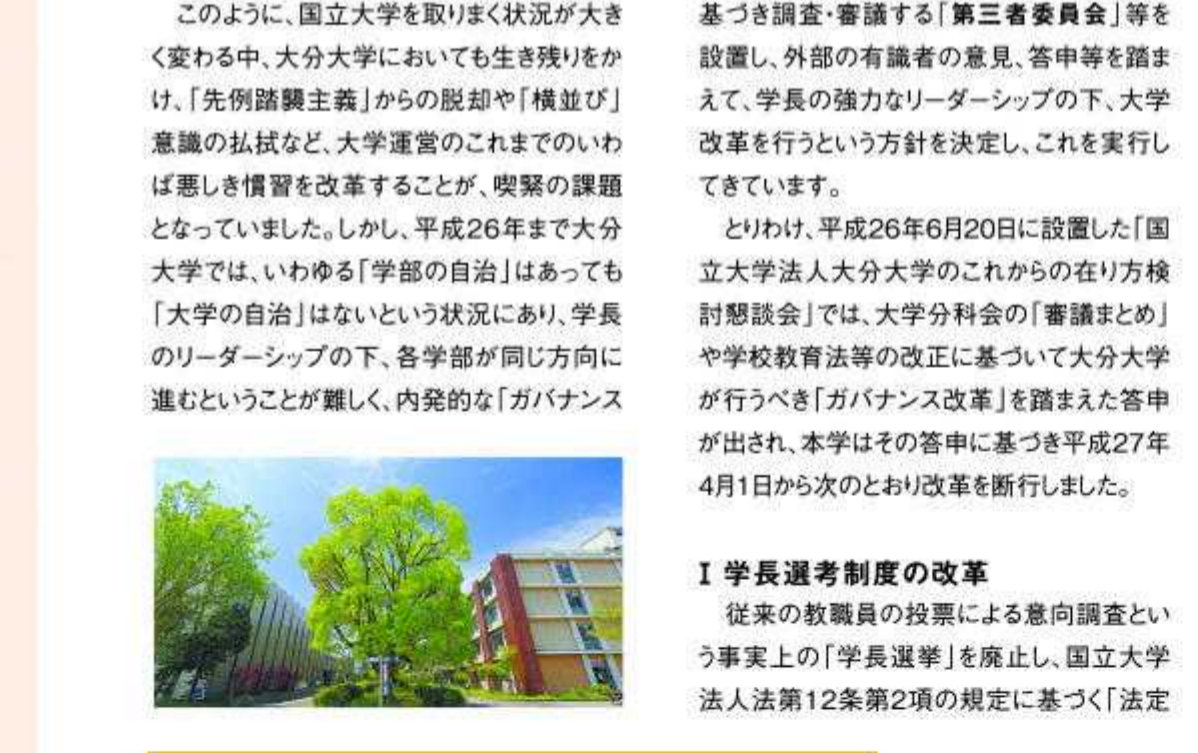 このように、国立大学を取りまく状況が大き
く変わる中、大分大学においても生き残りをか
け、「先例踏襲主義」からの脱却や「横並び」
意識の払拭など、大学運営のこれまでのいわ
ば悪しき慣習を改革することが、喫緊の課題
となっていました。しかし、平成26年まで大分
大学では、いわゆる「学部の自治」はあっても
「大学の自治」はないという状況にあり、学長
のリーダーシップの下、各学部が同じ方向に
進むということが難しく、内発的な「ガバナンス
基づき調査・審議する「第三者委員会」等を
設置し、外部の有識者の意見、答申等を踏ま
えて、学長の強力なリーダーシップの下、大学
改革を行うという方針を決定し、これを実行し
てきています。
とりわけ、平成26年6月20日に設置した「国
立大学法人大分大学のこれからの在り方検
討懇談会」では、大学分科会の「審議まとめ」
や学校教育法等の改正に基づいて大分大学
が行うべき「ガバナンス改革」を踏まえた答申
が出され、本学はその答申に基づき平成27年
4月1日から次のとおり改革を断行しました。
I 学長選考制度の改革
従来の教職員の投票による意向調査とい
う事実上の「学長選挙」を廃止し、国立大学
法人法第12条第2項の規定に基づく「法定